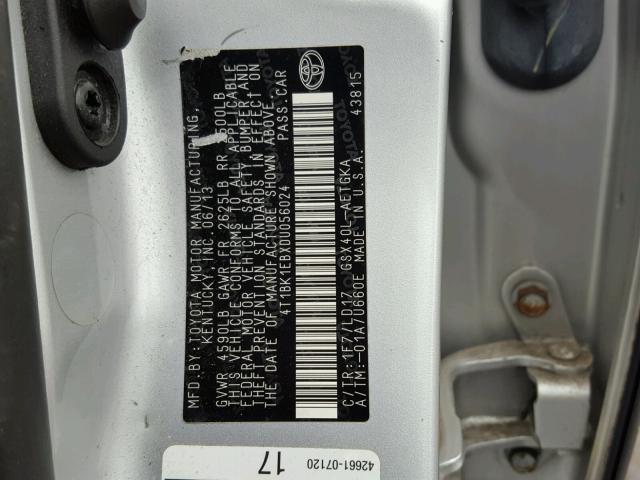 MFD. BY: TOYOTA MOTOR MANUFACTURING,
KENTUCKY, INC. 06/13
GVWR 4590LB GAWR FR 2625LB RR 2500LB
THIS VEHICLE CONFORMS TO ALL APPLICABLE
FEDERAL MOTOR VEHICLE SAFETY BUMPER AND
THEFT PREVENTION STANDARDS IN EFFECT ON
THE DATE OF MANUFACTURE SHOWN ABOVE.
4T1BK1EBXDU056024 PASS.CAR
C/TR:1F7/LD17 GSX40L-AETGKA
A/TM:-01A/U660E MADE IN U.S.A.
43815
42661-07120
17